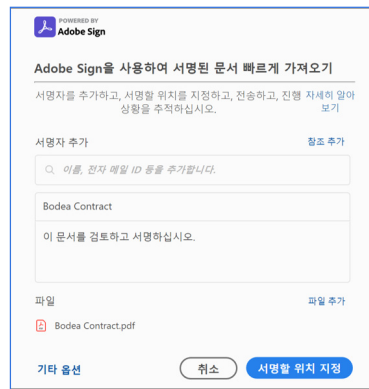 POWERED BY
Adobe Sign
Adobe Sign을 사용하여 서명된 문서 빠르게 가져오기
서명자를 추가하고, 서명할 위치를 지정하고, 전송하고, 진행 상황을 추적하십시오.
자세히 알아보기
서명자 추가 참조 추가
이름, 전자 메일 ID 등을 추가합니다.
Bodea Contract
이 문서를 검토하고 서명하십시오.
파일 파일 추가
Bodea Contract.pdf
기타 옵션 취소 서명할 위치 지정